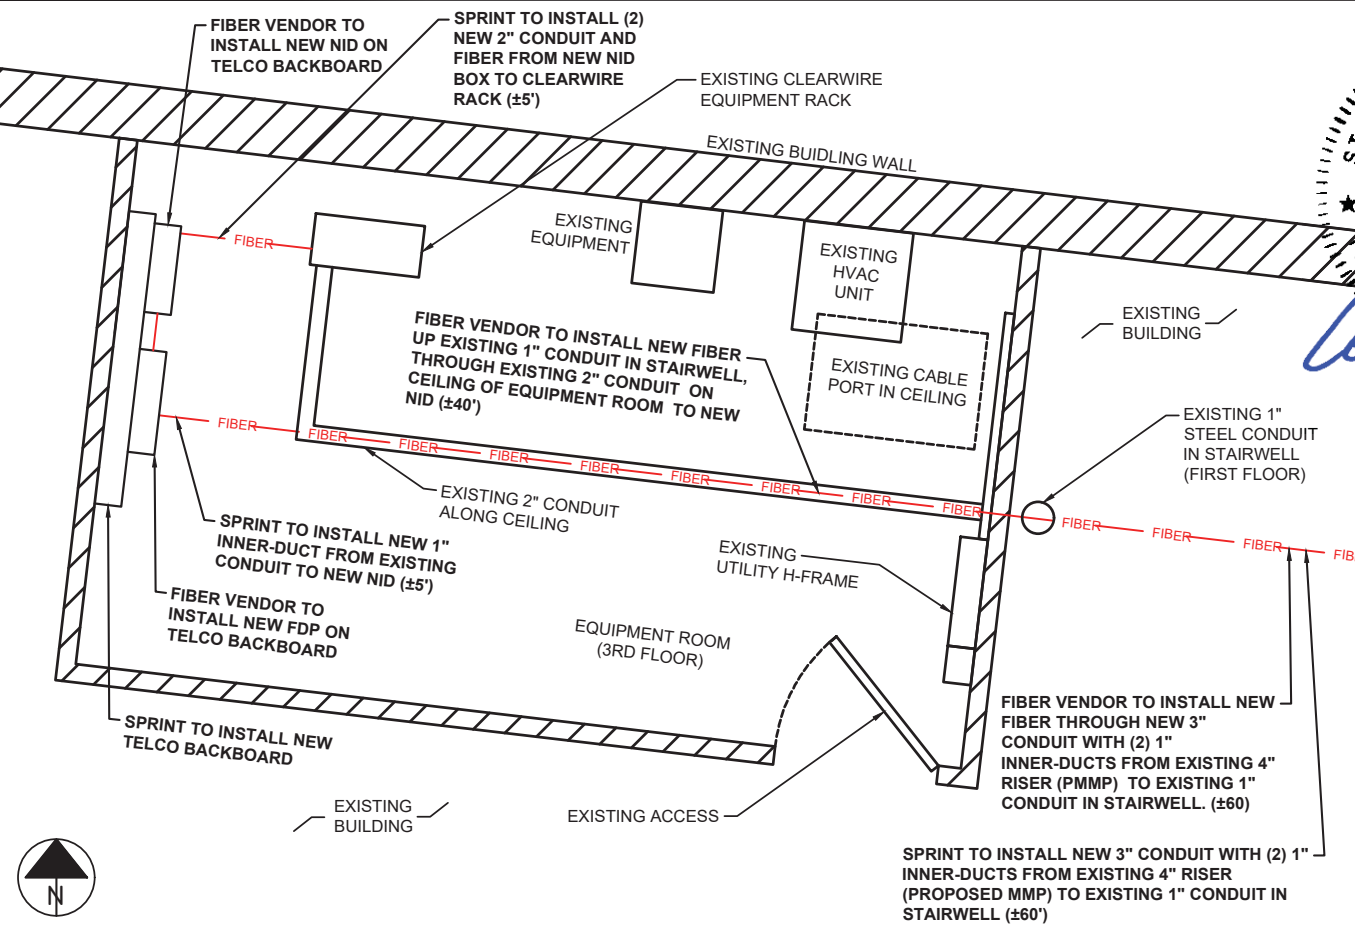 FIBER VENDOR TO
INSTALL NEW NID ON
TELCO BACKBOARD
SPRINT TO INSTALL (2)
NEW 2" CONDUIT AND
FIBER FROM NEW NID
BOX TO CLEARWIRE
RACK (±5')
EXISTING CLEARWIRE
EQUIPMENT RACK
EXISTING BUIDLING WALL
EXISTING
EQUIPMENT
EXISTING
HVAC
UNIT
FIBER
EXISTING
BUILDING
FIBER VENDOR TO INSTALL NEW FIBER
UP EXISTING 1" CONDUIT IN STAIRWELL,
THROUGH EXISTING 2" CONDUIT ON
CEILING OF EQUIPMENT ROOM TO NEW
NID (±40')
EXISTING CABLE
PORT IN CEILING
EXISTING 1"
STEEL CONDUIT
IN STAIRWELL
(FIRST FLOOR)
FIBER FIBER FIBER FIBER FIBER FIBER FIBER FIBER FIBER FIBER FIBER FIBER FIB
EXISTING 2" CONDUIT
ALONG CEILING
SPRINT TO INSTALL NEW 1"
INNER-DUCT FROM EXISTING
CONDUIT TO NEW NID (±5')
EXISTING
UTILITY H-FRAME
FIBER VENDOR TO
INSTALL NEW FDP ON
TELCO BACKBOARD
EQUIPMENT ROOM
(3RD FLOOR)
SPRINT TO INSTALL NEW
TELCO BACKBOARD
FIBER VENDOR TO INSTALL NEW
FIBER THROUGH NEW 3"
CONDUIT WITH (2) 1"
INNER-DUCTS FROM EXISTING 4"
RISER (PMMP) TO EXISTING 1"
CONDUIT IN STAIRWELL. (±60)
EXISTING
BUILDING
EXISTING ACCESS
SPRINT TO INSTALL NEW 3" CONDUIT WITH (2) 1"
INNER-DUCTS FROM EXISTING 4" RISER
(PROPOSED MMP) TO EXISTING 1" CONDUIT IN
STAIRWELL (±60')
N